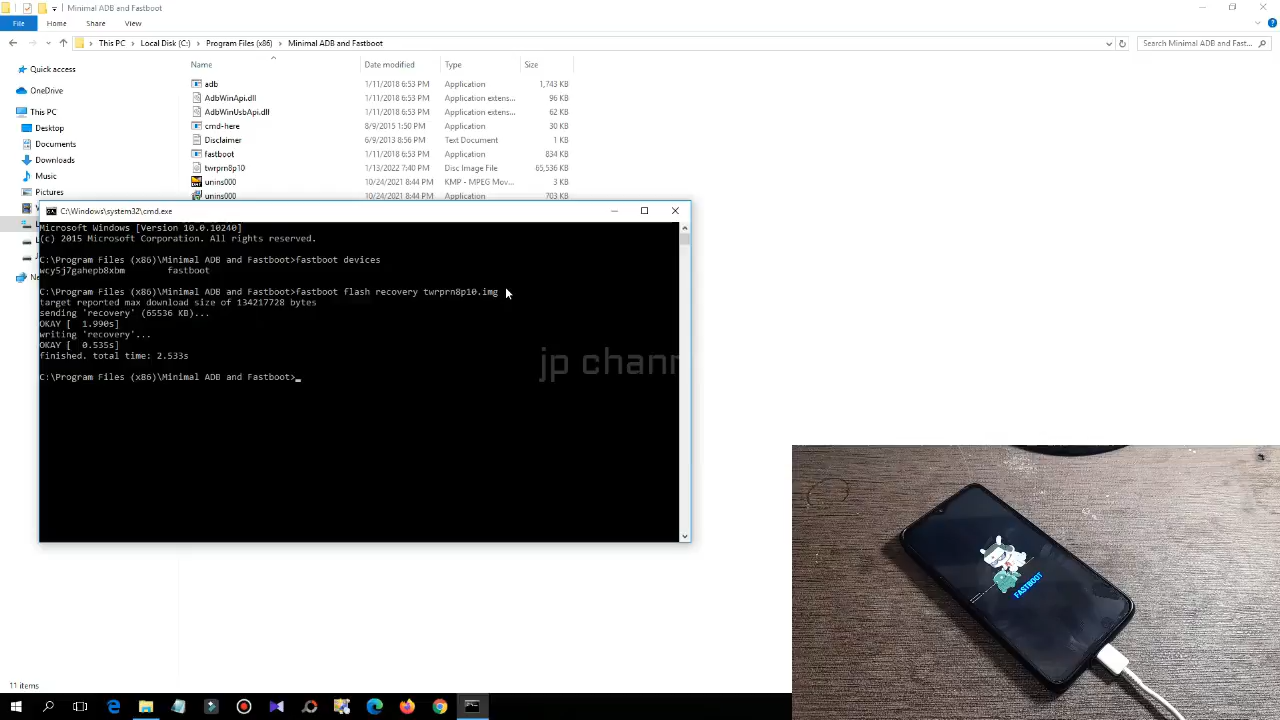 Minimal ADB and Fastboot
File Home Share View
This PC Local Disk (C:) Program Files (x86) Minimal ADB and Fastboot
Search Minimal ADB and Fast...
Name Date modified Type Size
Quick access
OneDrive
This PC
Desktop
Documents
Downloads
Music
Pictures
adb 1/11/2018 6:53 PM Application 1,743 KB
AdbWinApi.dll 1/11/2018 6:53 PM Application extens... 96 KB
AdbWinUsbApi.dll 1/11/2018 6:53 PM Application extens... 62 KB
cmd-here 8/9/2015 1:50 PM Application 30 KB
Disclaimer 6/9/2013 8:56 PM Text Document 1 KB
fastboot 1/11/2018 6:53 PM Application 834 KB
twrprn8p10 1/13/2022 7:40 PM Disc Image File 65,536 KB
unins000 10/24/2021 8:44 PM KMP - MPEG Mov... 3 KB
unins000 10/24/2021 8:44 PM Application 703 KB
C:\Windows\system32\cmd.exe
Microsoft Windows [Version 10.0.10240]
(c) 2015 Microsoft Corporation. All rights reserved.
C:\Program Files (x86)\Minimal ADB and Fastboot>fastboot devices
wcy5j7gahepb8xbm fastboot
C:\Program Files (x86)\Minimal ADB and Fastboot>fastboot flash recovery twrprn8p10.img
target reported max download size of 134217728 bytes
sending 'recovery' (65536 KB)...
OKAY [ 1.990s]
writing 'recovery'...
OKAY [ 0.535s]
finished. total time: 2.533s
C:\Program Files (x86)\Minimal ADB and Fastboot>_
jp chann
FASTBOOT
11 items